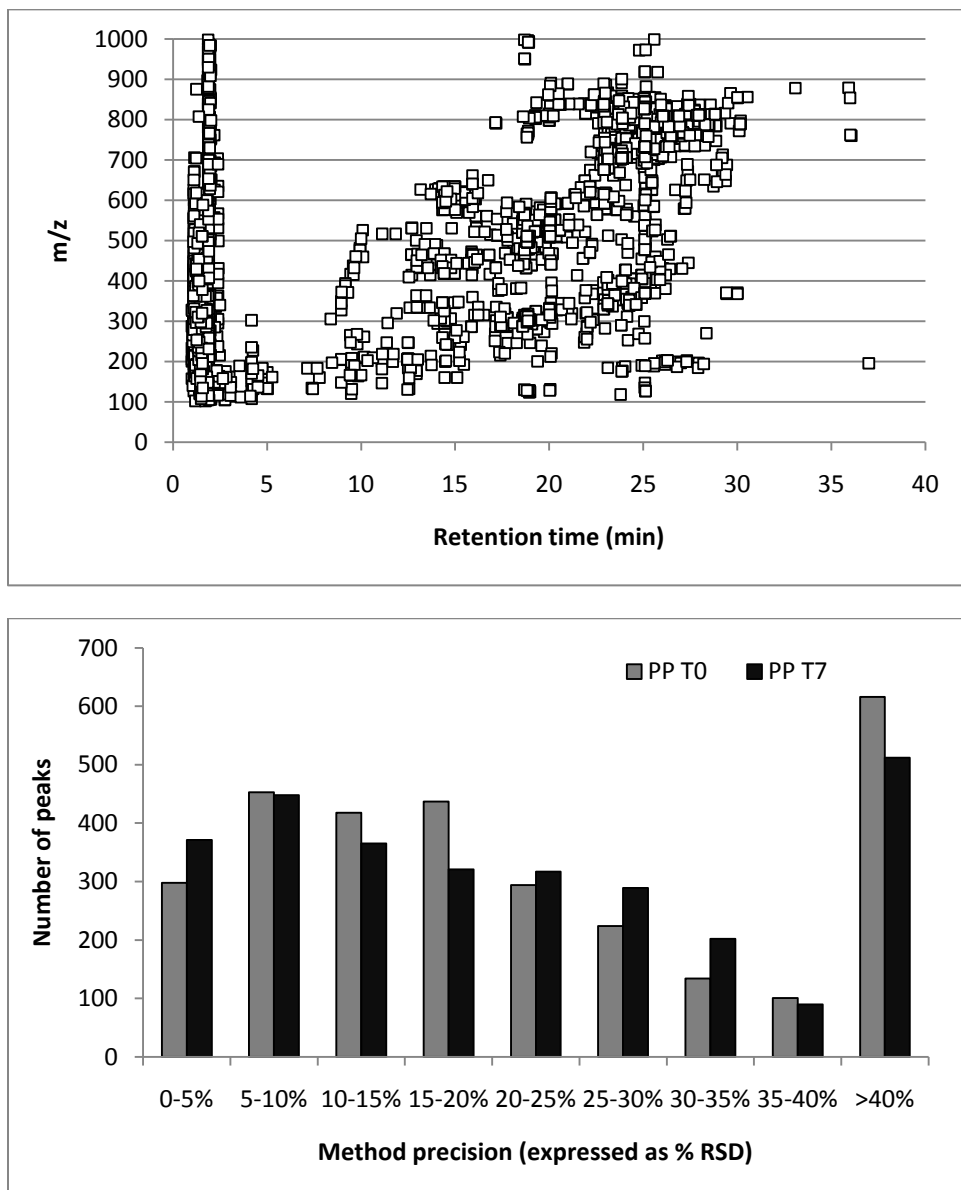 1000
900
800
700
600
500
400
300
200
100
0
m/z
0 5 10 15 20 25 30 35 40
Retention time (min)
700
600
500
400
300
200
100
0
Number of peaks
PP T0 PP T7
0-5% 5-10% 10-15% 15-20% 20-25% 25-30% 30-35% 35-40% >40%
Method precision (expressed as % RSD)